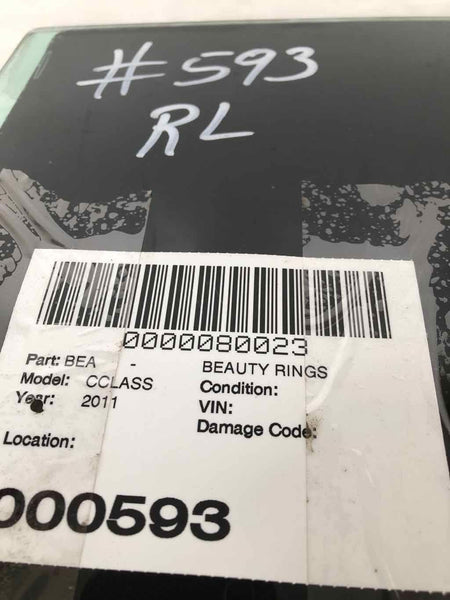 #593
RL
0000080023
Part: BEA - BEAUTY RINGS
Model: CCLASS Condition:
Year: 2011 VIN:
Damage Code:
Location:
000593